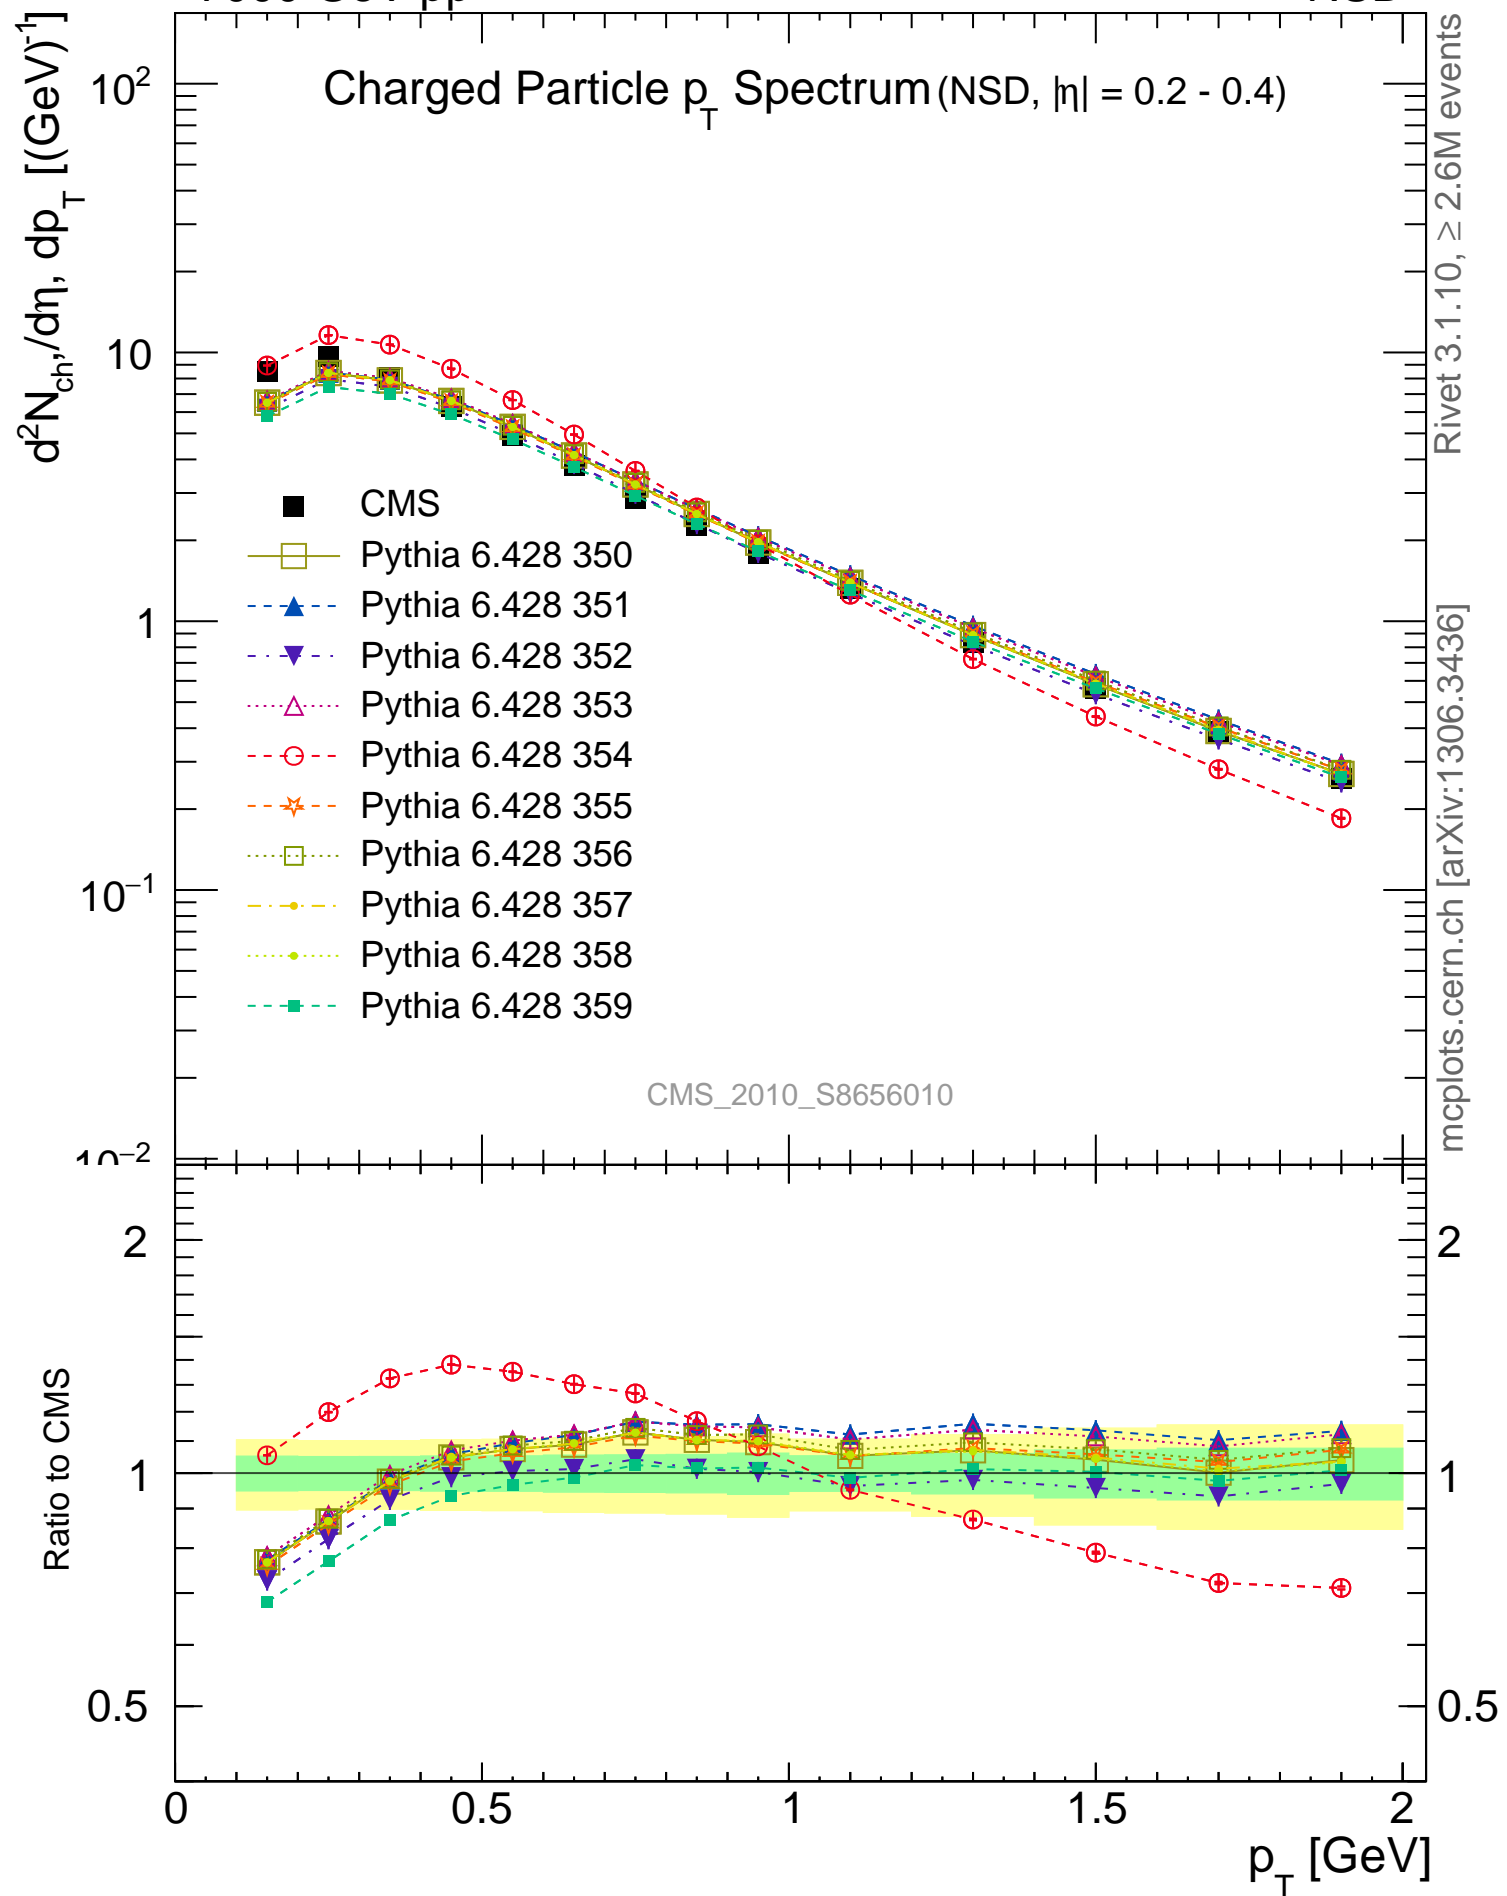 Charged Particle p_T Spectrum (NSD, |η| = 0.2 - 0.4)
d²N_ch,/dη, dp_T [(GeV)⁻¹]
10²
10
1
10⁻¹
10⁻²
CMS
Pythia 6.428 350
Pythia 6.428 351
Pythia 6.428 352
Pythia 6.428 353
Pythia 6.428 354
Pythia 6.428 355
Pythia 6.428 356
Pythia 6.428 357
Pythia 6.428 358
Pythia 6.428 359
CMS_2010_S8656010
Rivet 3.1.10, ≥ 2.6M events
mcplots.cern.ch [arXiv:1306.3436]
Ratio to CMS
2
1
0.5
2
1
0.5
0 0.5 1 1.5 2
p_T [GeV]